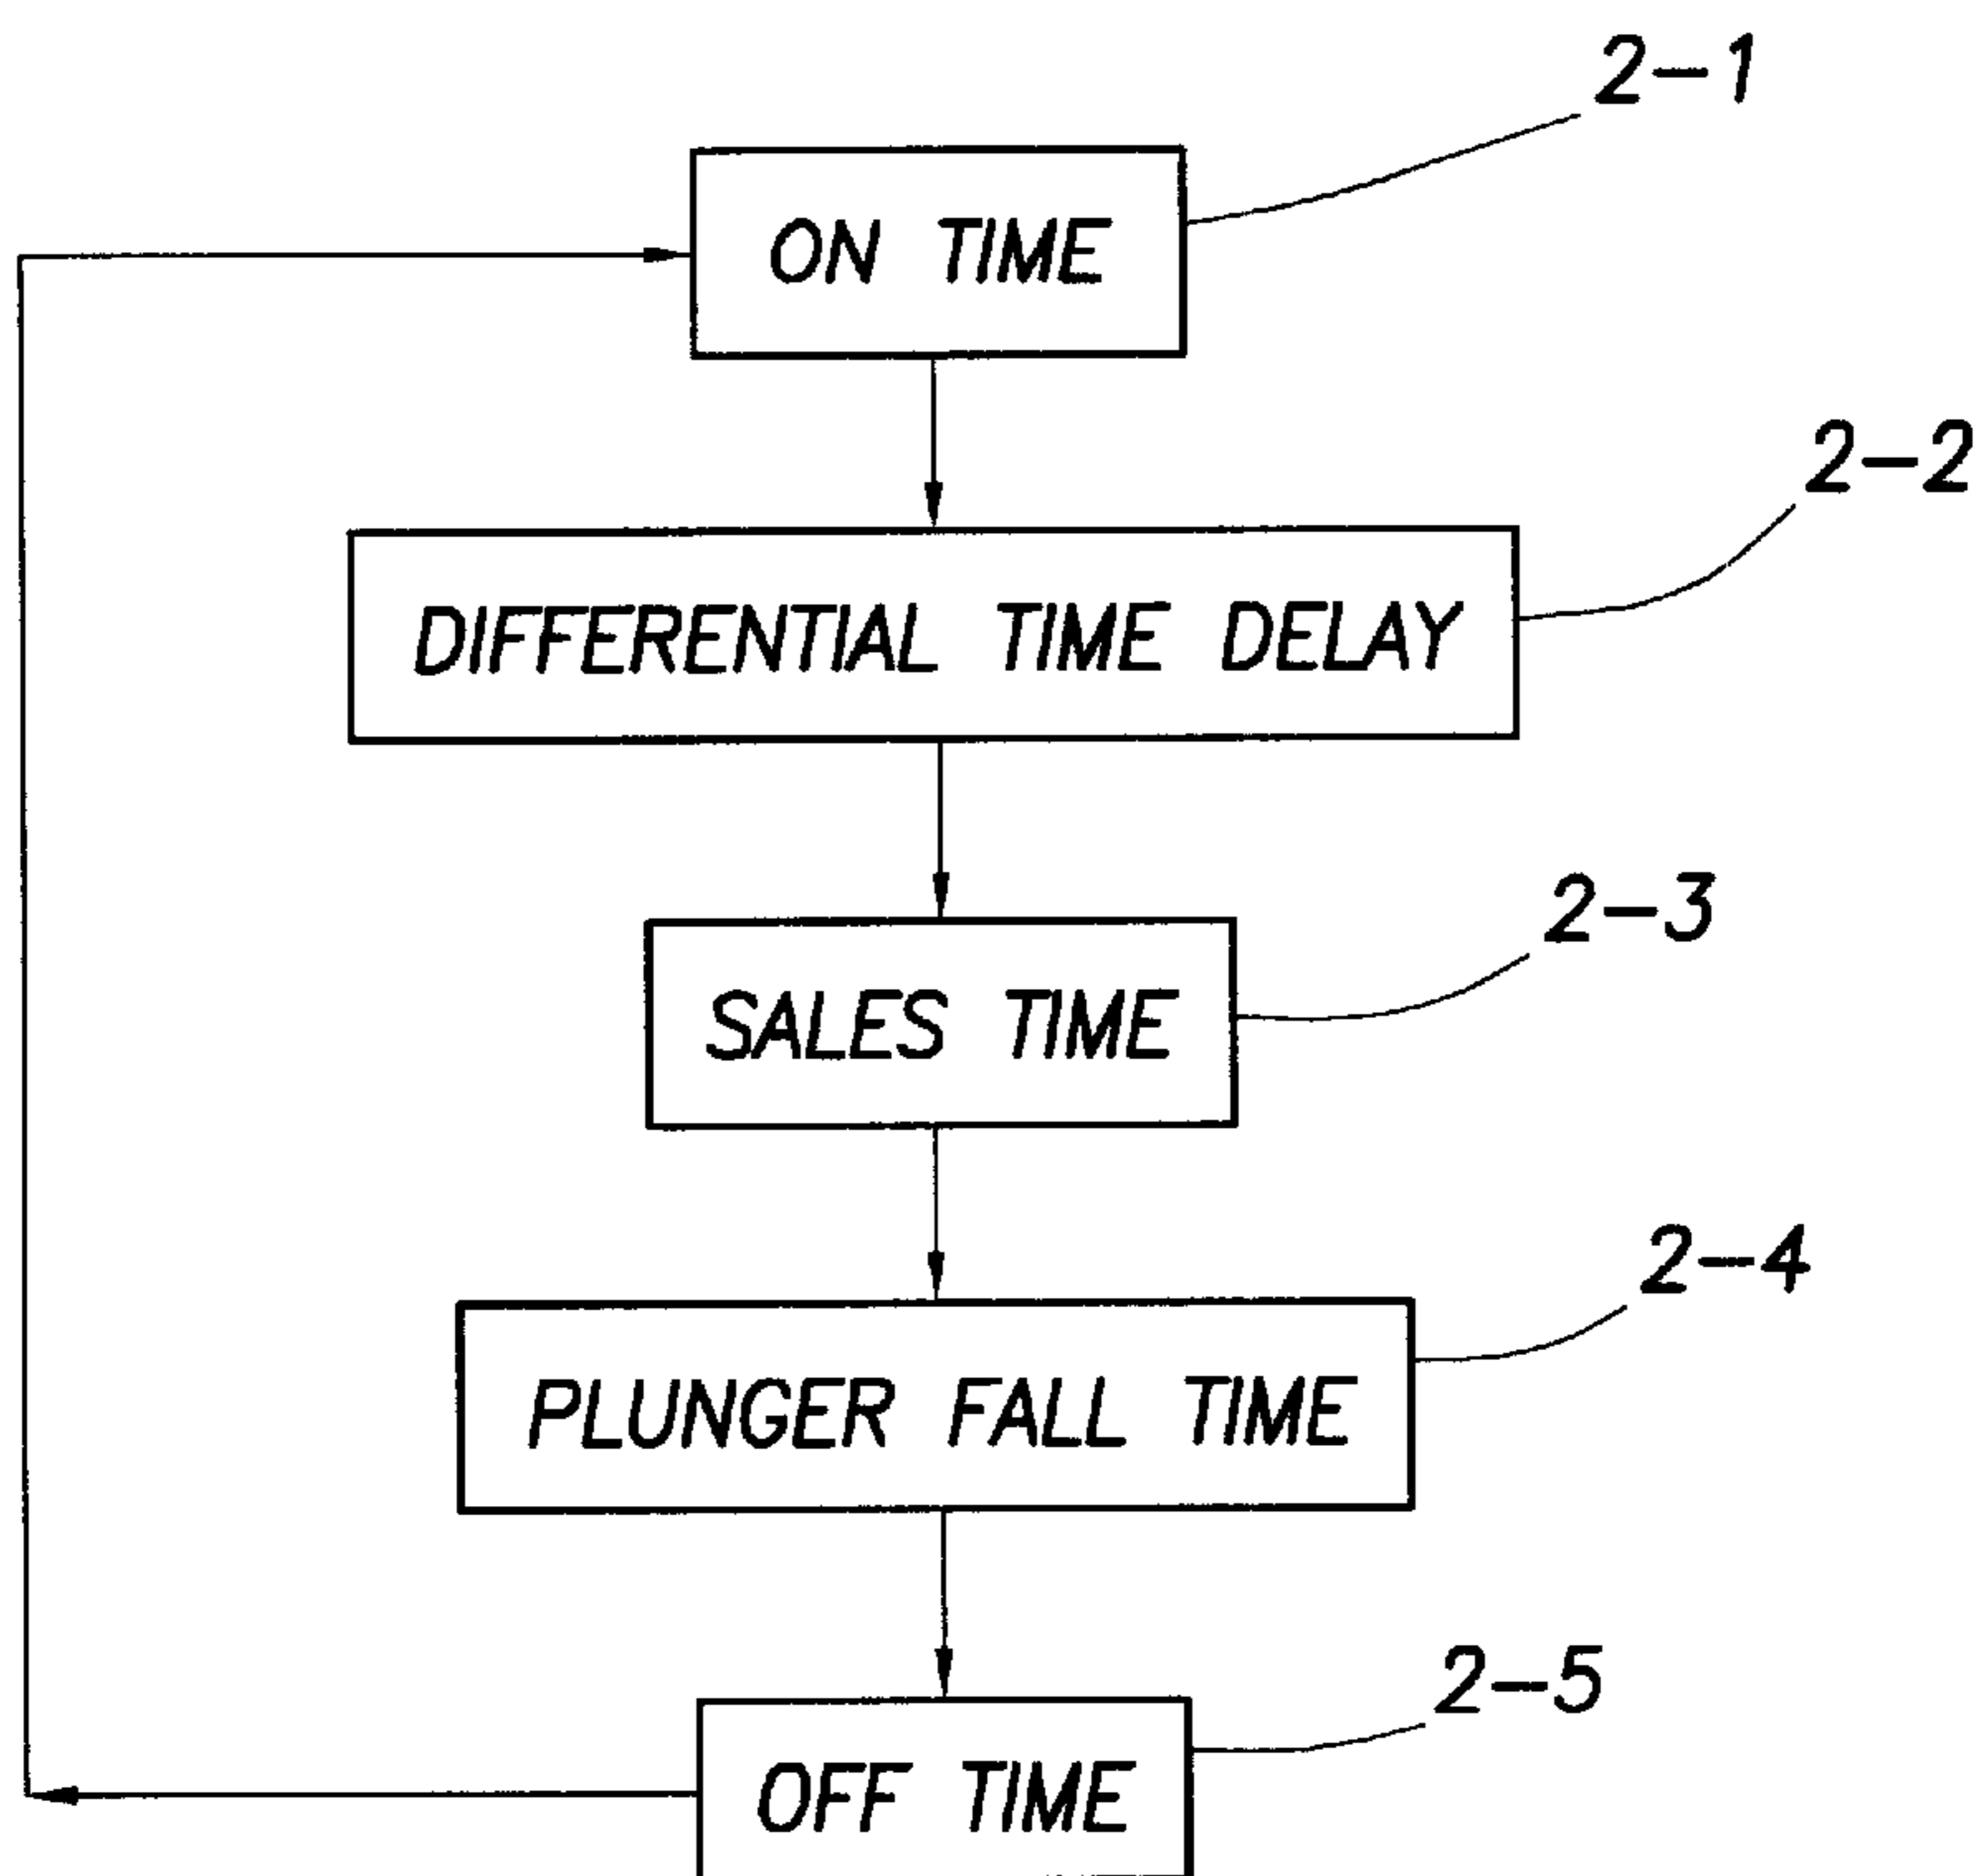 2-1
ON TIME
2-2
DIFFERENTIAL TIME DELAY
2-3
SALES TIME
2-4
PLUNGER FALL TIME
2-5
OFF TIME